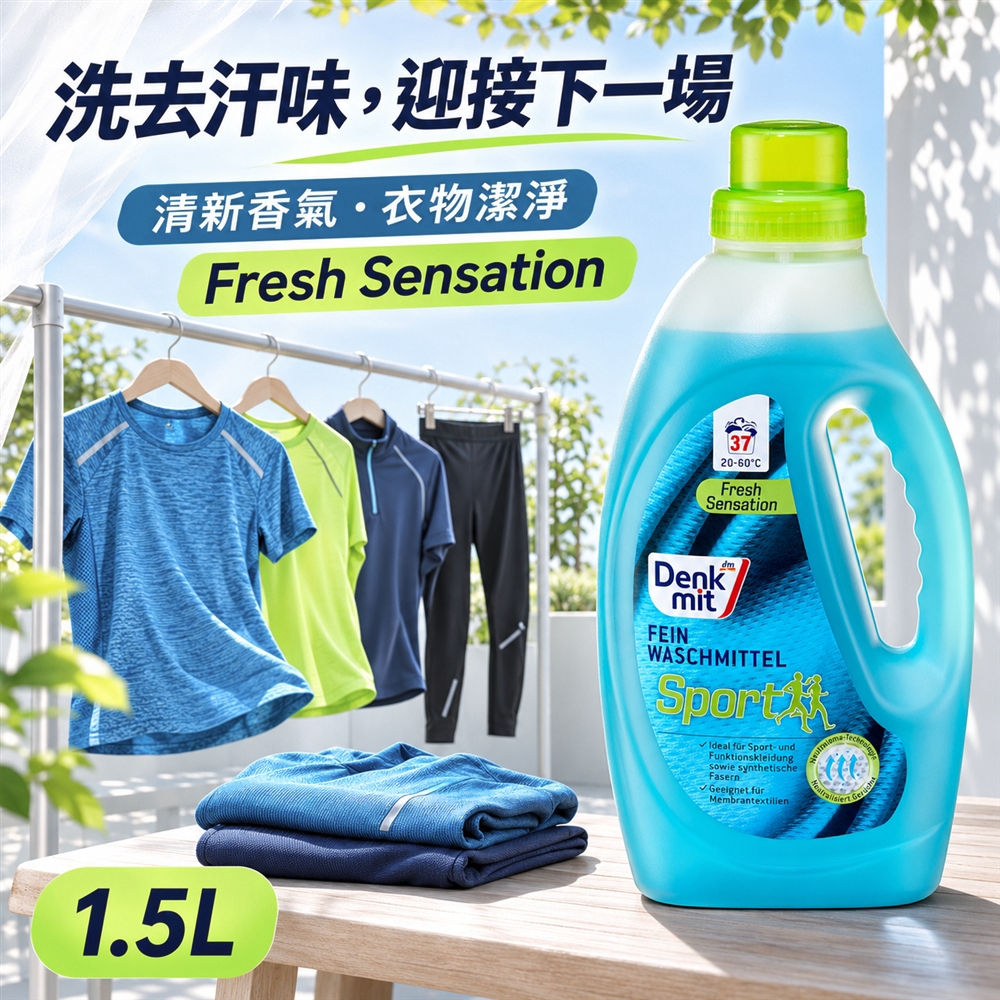 洗去汗味，迎接下一場
清新香氣・衣物潔淨
Fresh Sensation
37
20-60°C
Fresh
Sensation
dm
Denk
mit
FEIN
WASCHMITTEL
Sport
✓ Ideal für Sport- und
Funktionskleidung
sowie synthetische
Fasern
✓ Geeignet für
Membrantextilien
Neutralisiert Gerüche
1.5L